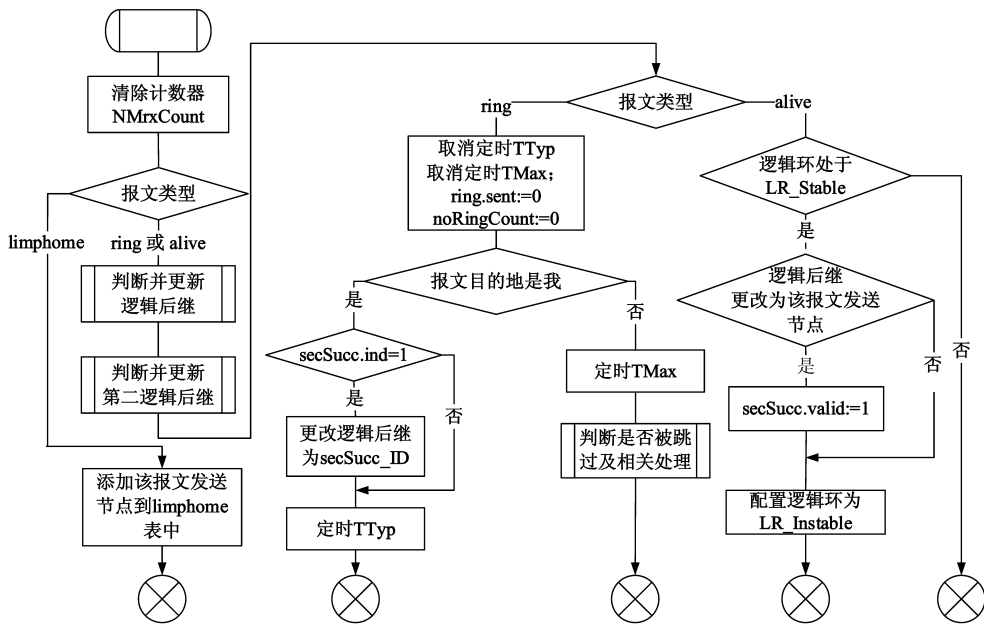 清除计数器
NMrxCount
报文类型
limphome
ring 或 alive
判断并更新
逻辑后继
判断并更新
第二逻辑后继
添加该报文发送
节点到limphome
表中
报文类型
ring
alive
取消定时TTyp
取消定时TMax；
ring.sent:=0
noRingCount:=0
报文目的地是我
是
否
secSucc.ind=1
是
否
更改逻辑后继
为secSucc_ID
定时TTyp
定时TMax
判断是否被跳
过及相关处理
逻辑环处于
LR_Stable
是
否
逻辑后继
更改为该报文发送
节点
是
否
secSucc.valid:=1
配置逻辑环为
LR_Instable